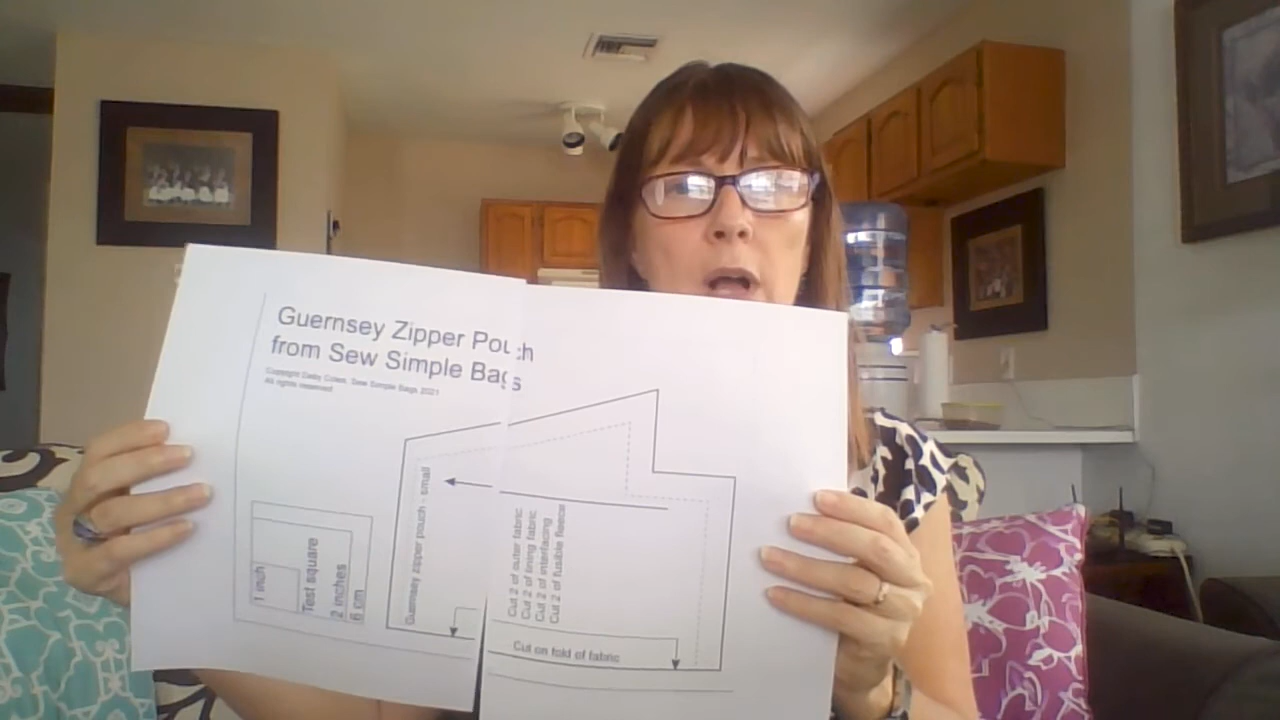 Guernsey Zipper Pouch
from Sew Simple Bags
Copyright Daisy Coles, Sew Simple Bags 2021
All rights reserved
1 inch
Test square
2 inches
6 cm
Guernsey zipper pouch - small
Cut 2 of outer fabric
Cut 2 of lining fabric
Cut 2 of interfacing
Cut 2 of fusible fleece
Cut on fold of fabric